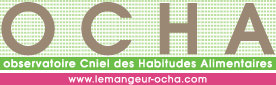 OCHA
observatoire Cniel des Habitudes Alimentaires
www.lemangeur-ocha.com